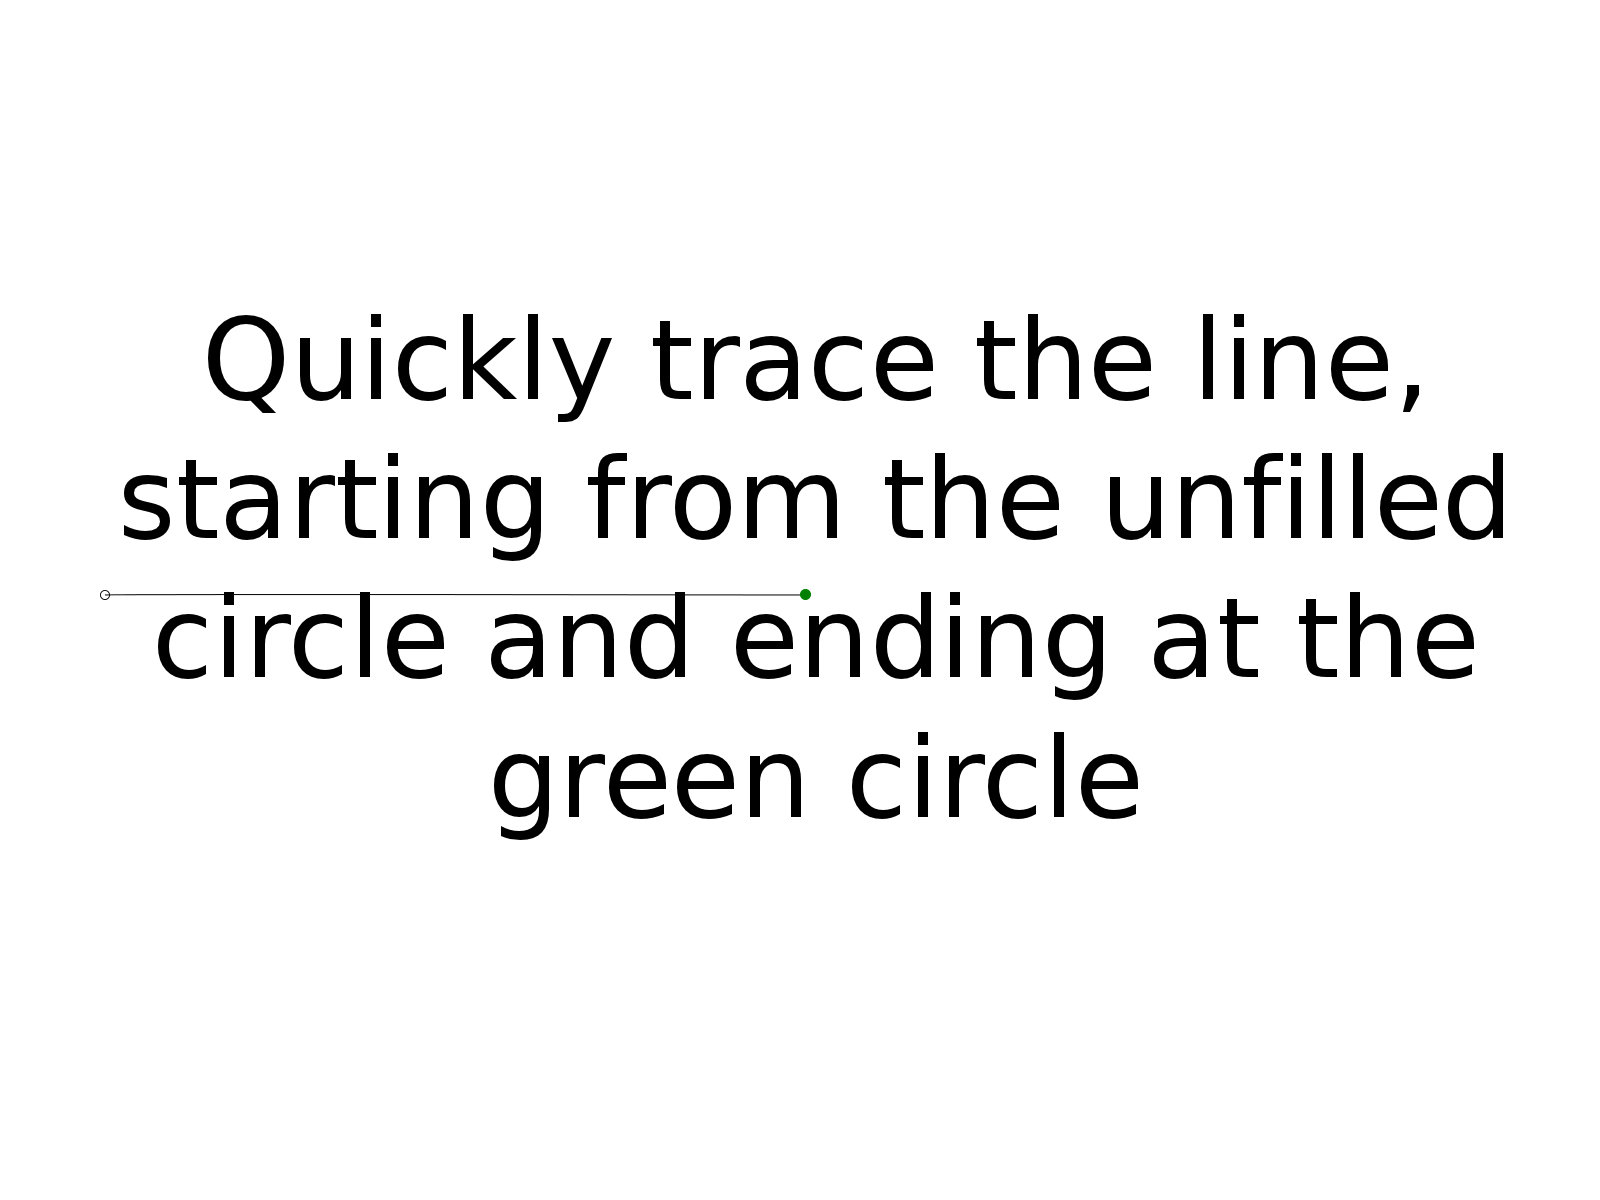 Quickly trace the line,
starting from the unfilled
circle and ending at the
green circle